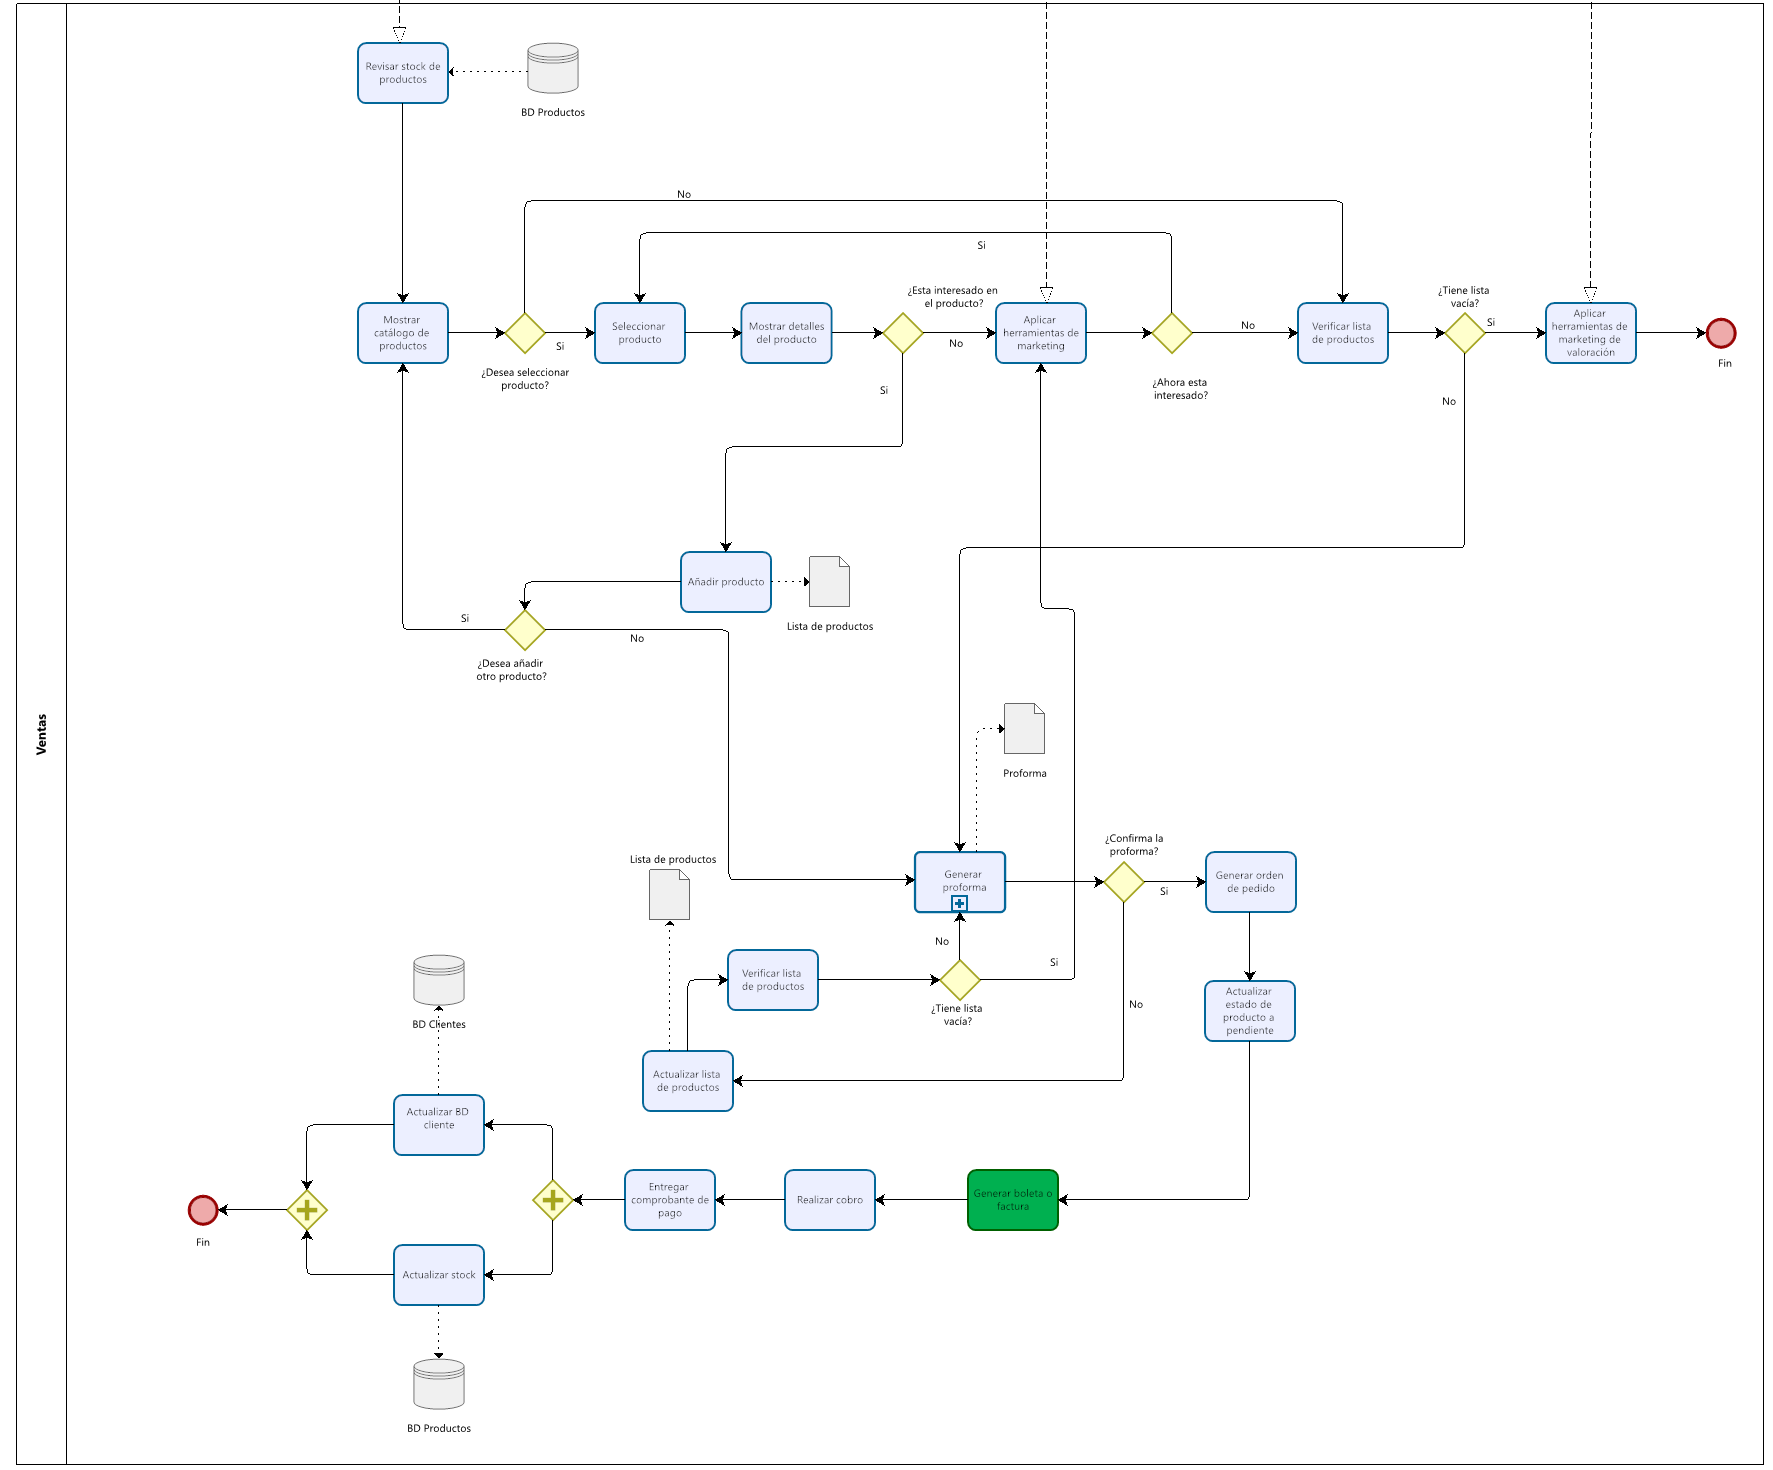 Ventas
Revisar stock de
productos
BD Productos
No
Si
Mostrar
catálogo de
productos
Si
¿Desea seleccionar
producto?
Seleccionar
producto
Mostrar detalles
del producto
¿Esta interesado en
el producto?
No
Si
Aplicar
herramientas de
marketing
¿Ahora esta
interesado?
No
Verificar lista
de productos
¿Tiene lista
vacía?
Si
No
Aplicar
herramientas de
marketing de
valoración
Fin
Añadir producto
Lista de productos
Si
No
¿Desea añadir
otro producto?
Proforma
Lista de productos
Generar
proforma
¿Confirma la
proforma?
Si
Generar orden
de pedido
No
Verificar lista
de productos
Si
¿Tiene lista
vacía?
No
Actualizar
estado de
producto a
pendiente
BD Clientes
Actualizar lista
de productos
Actualizar BD
cliente
Entregar
comprobante de
pago
Realizar cobro
Generar boleta o
factura
Fin
Actualizar stock
BD Productos